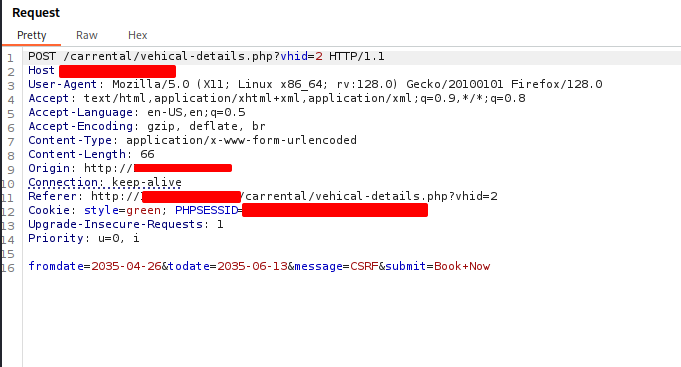 Request
Pretty Raw Hex
1 POST /carrental/vehical-details.php?vhid=2 HTTP/1.1
2 Host
3 User-Agent: Mozilla/5.0 (X11; Linux x86_64; rv:128.0) Gecko/20100101 Firefox/128.0
4 Accept: text/html,application/xhtml+xml,application/xml;q=0.9,*/*;q=0.8
5 Accept-Language: en-US,en;q=0.5
6 Accept-Encoding: gzip, deflate, br
7 Content-Type: application/x-www-form-urlencoded
8 Content-Length: 66
9 Origin: http://
10 Connection: keep-alive
11 Referer: http:///carrental/vehical-details.php?vhid=2
12 Cookie: style=green; PHPSESSID=
13 Upgrade-Insecure-Requests: 1
14 Priority: u=0, i
15
16 fromdate=2035-04-26&todate=2035-06-13&message=CSRF&submit=Book+Now